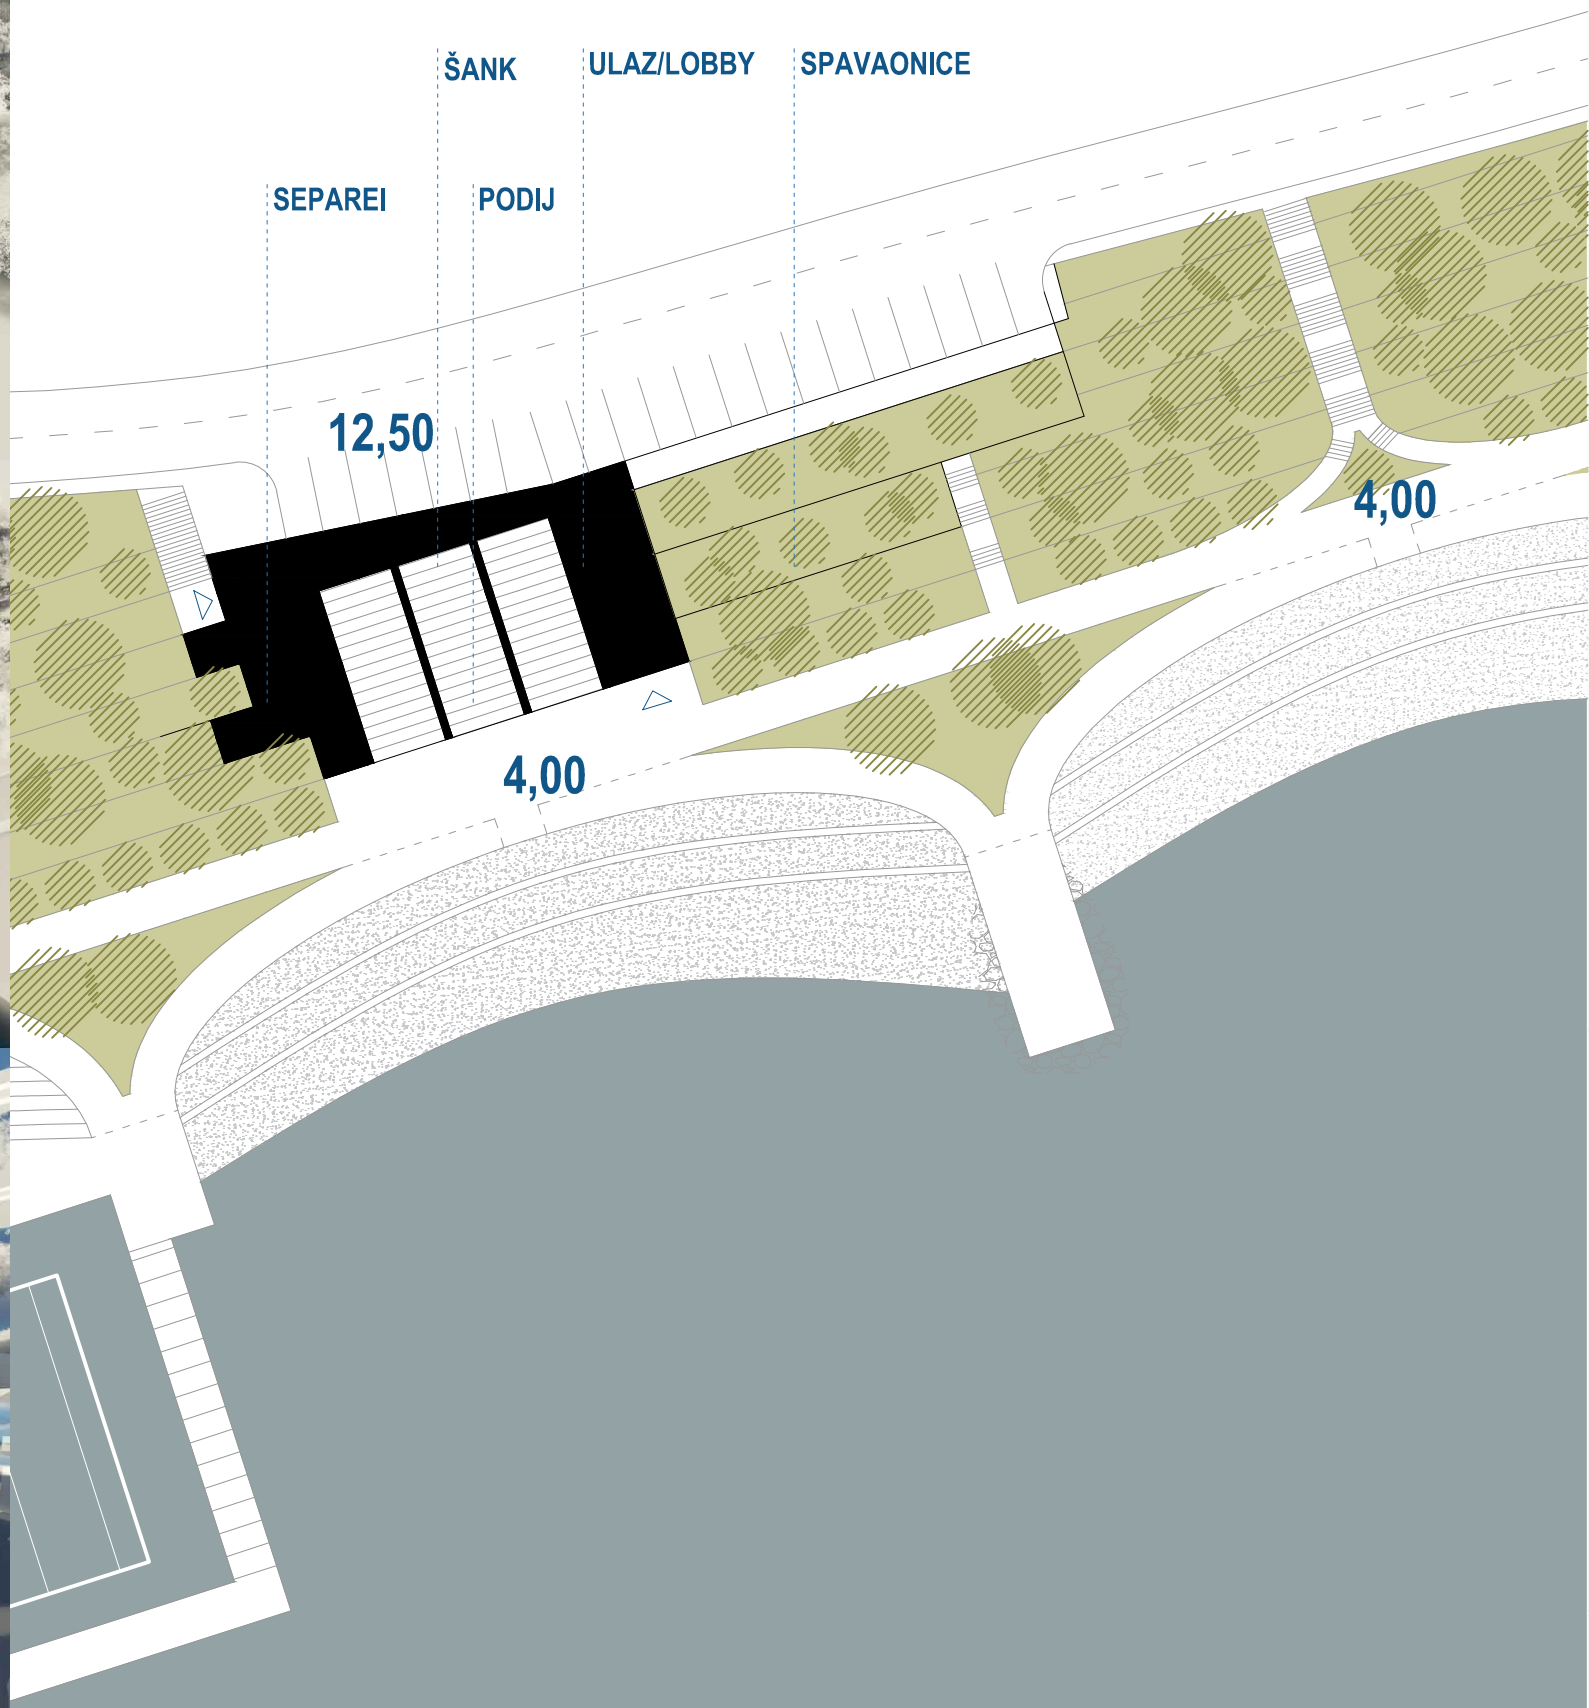 ŠANK
ULAZ/LOBBY
SPAVAONICE
SEPAREI
PODIJ
12,50
4,00
4,00